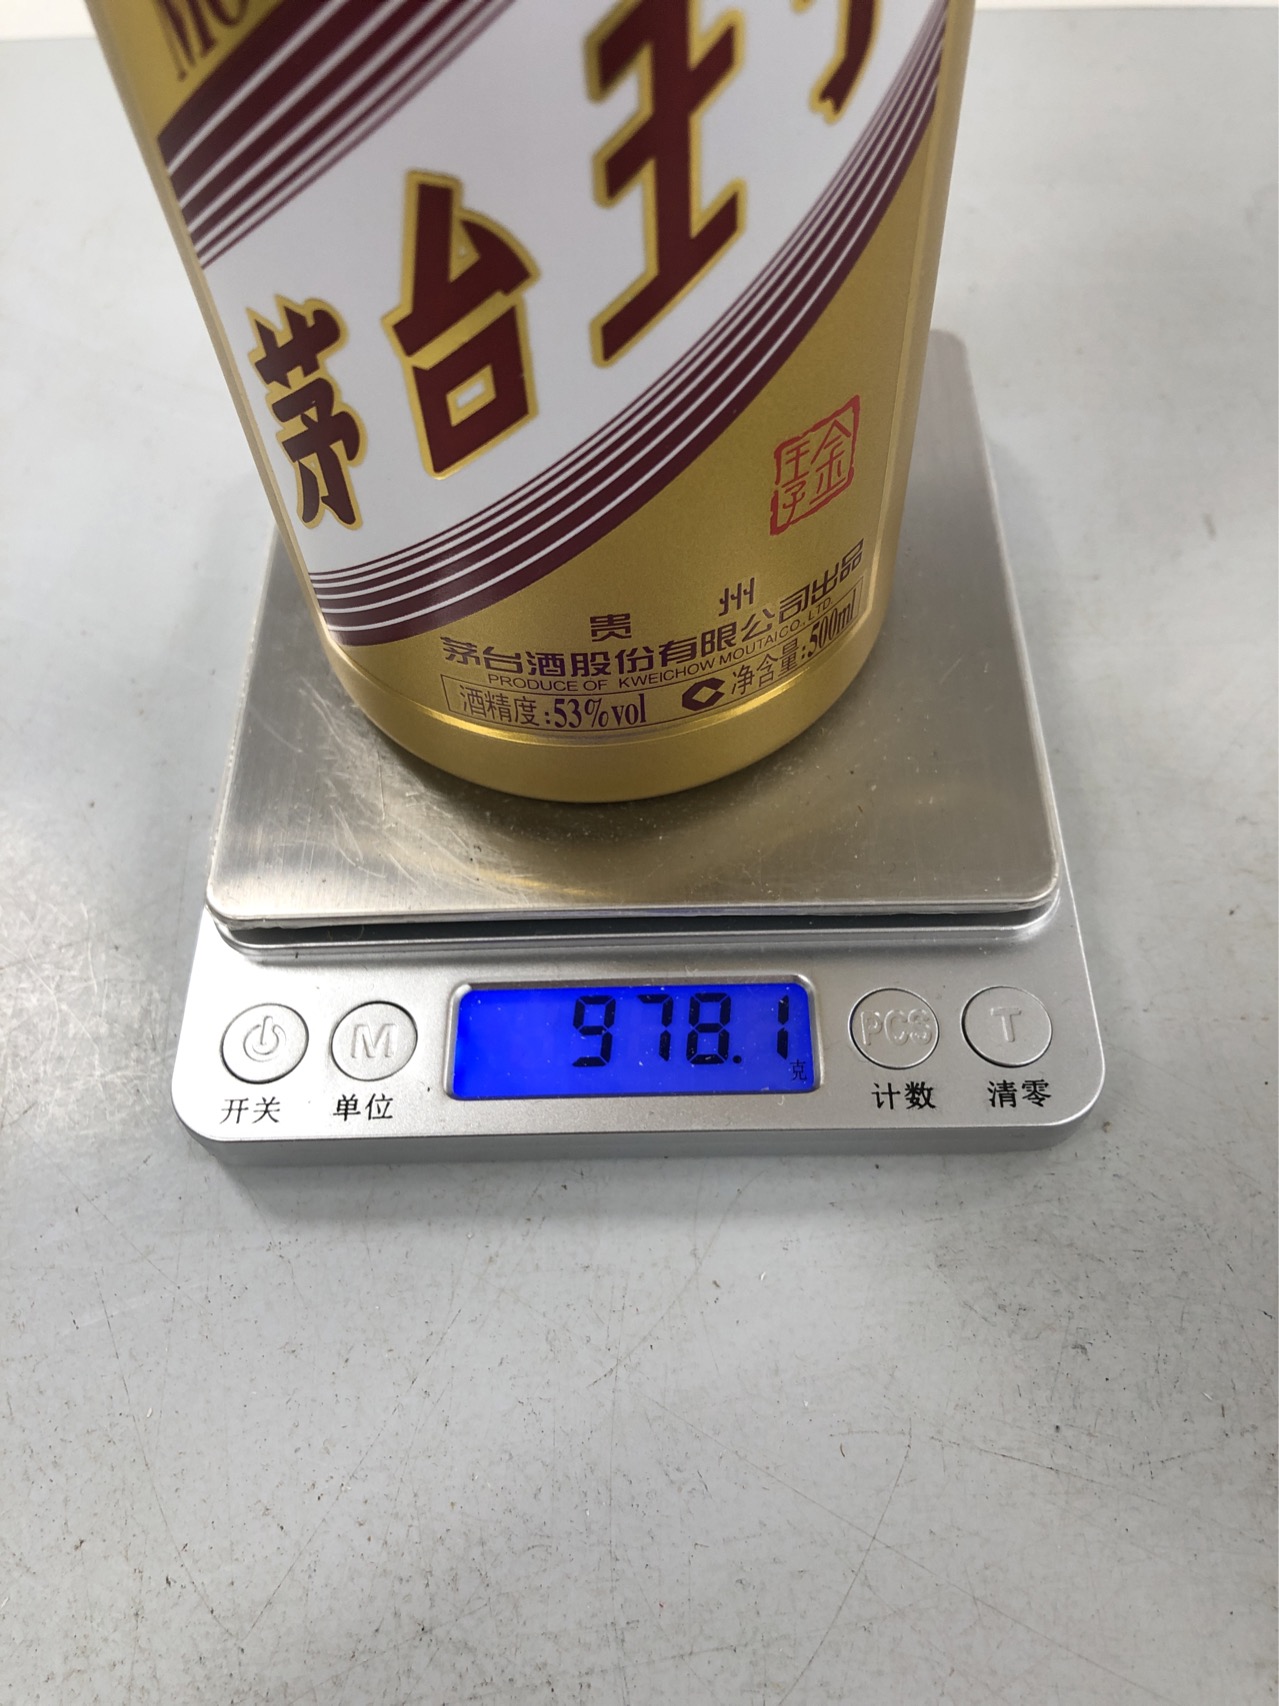 茅台王
金王子
贵州
茅台酒股份有限公司出品
PRODUCE OF KWEICHOW MOUTAI CO., LTD
酒精度:53%vol
净含量:500ml
978.1
克
M
PCS
T
开关
单位
计数
清零